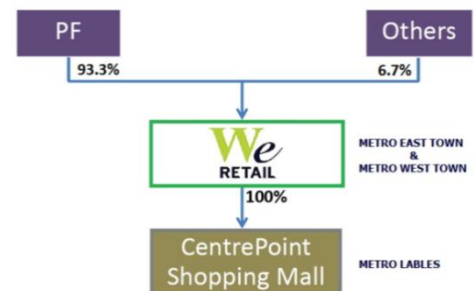 PF
Others
93.3%
6.7%
We
RETAIL
METRO EAST TOWN
&
METRO WEST TOWN
100%
CentrePoint
Shopping Mall
METRO LABLES